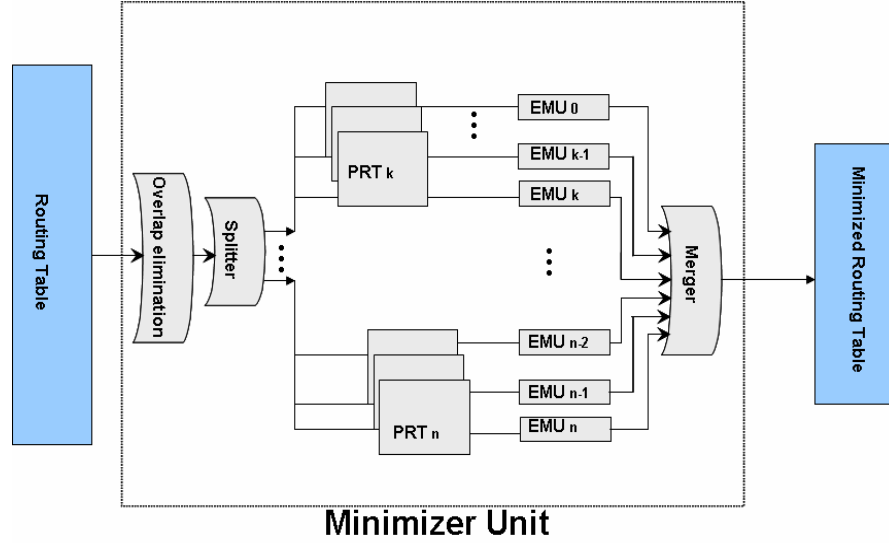 Routing Table
Overlap elimination
Splitter
PRT k
EMU 0
EMU k-1
EMU k
PRT n
EMU n-2
EMU n-1
EMU n
Merger
Minimized Routing Table
Minimizer Unit